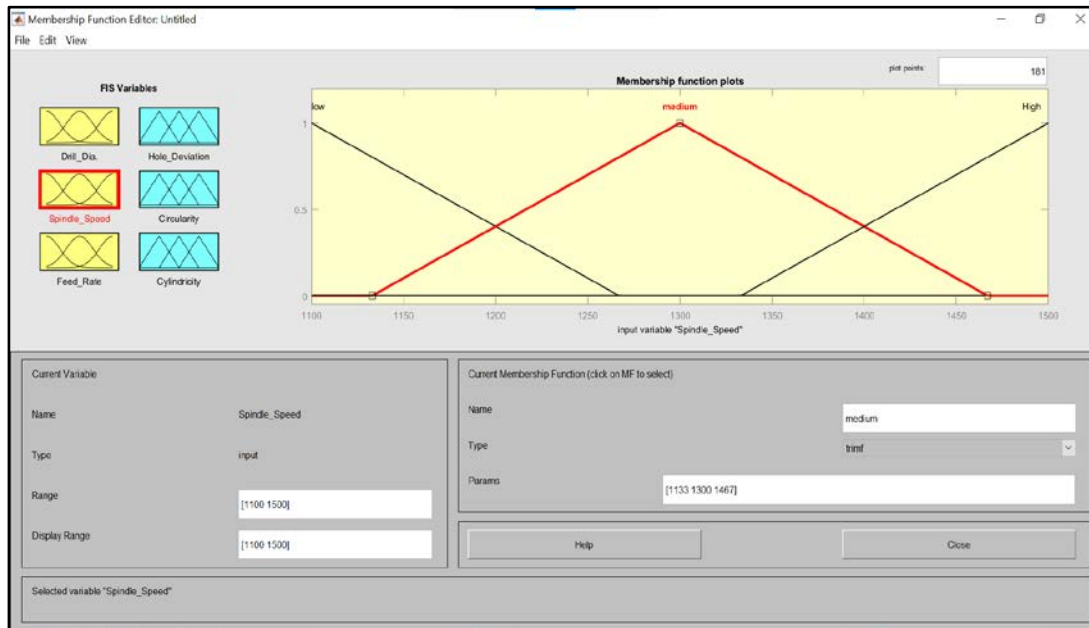 Membership Function Editor: Untitled
File Edit View
FIS Variables
Drill_Dia.
Hole_Deviation
Spindle_Speed
Circularity
Feed_Rate
Cylindricity
plot points:
181
Membership function plots
low
medium
High
1
0.5
0
1100 1150 1200 1250 1300 1350 1400 1450 1500
input variable "Spindle_Speed"
Current Variable
Name Spindle_Speed
Type input
Range [1100 1500]
Display Range [1100 1500]
Current Membership Function (click on MF to select)
Name medium
Type trimf
Params [1133 1300 1467]
Help Close
Selected variable "Spindle_Speed"